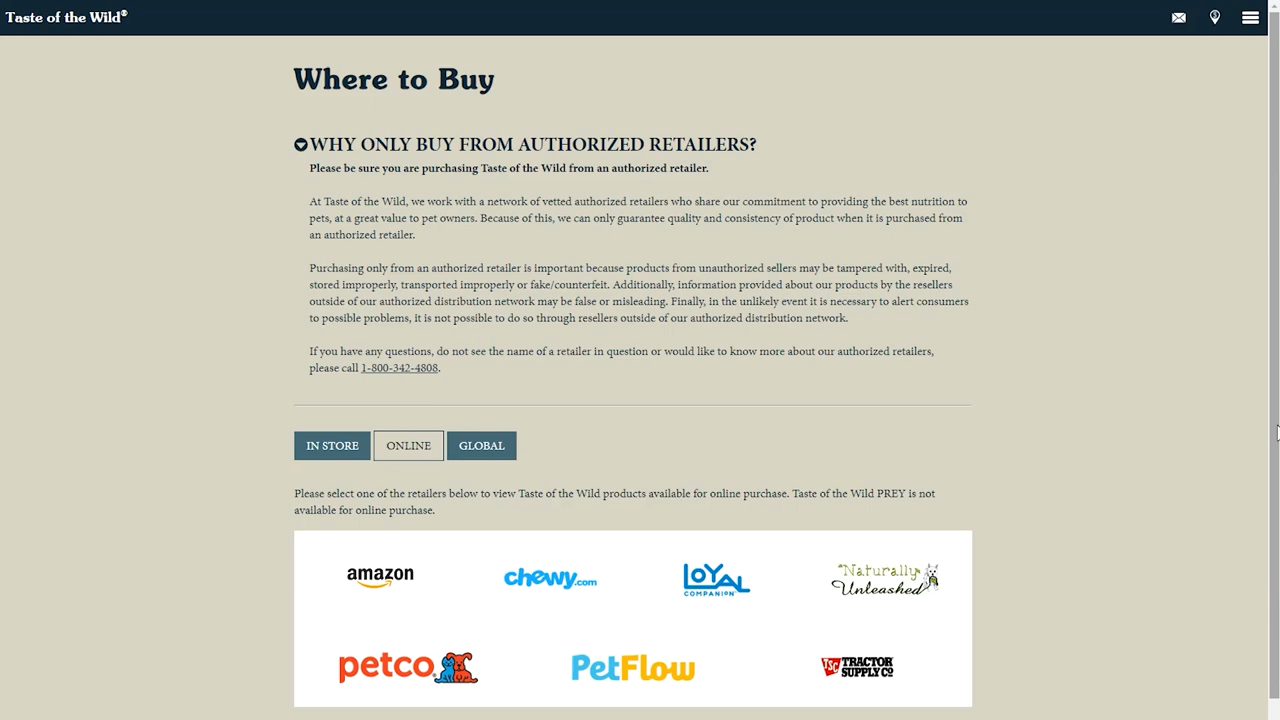 Taste of the Wild®
Where to Buy
WHY ONLY BUY FROM AUTHORIZED RETAILERS?
Please be sure you are purchasing Taste of the Wild from an authorized retailer.
At Taste of the Wild, we work with a network of vetted authorized retailers who share our commitment to providing the best nutrition to
pets, at a great value to pet owners. Because of this, we can only guarantee quality and consistency of product when it is purchased from
an authorized retailer.
Purchasing only from an authorized retailer is important because products from unauthorized sellers may be tampered with, expired,
stored improperly, transported improperly or fake/counterfeit. Additionally, information provided about our products by the resellers
outside of our authorized distribution network may be false or misleading. Finally, in the unlikely event it is necessary to alert consumers
to possible problems, it is not possible to do so through resellers outside of our authorized distribution network.
If you have any questions, do not see the name of a retailer in question or would like to know more about our authorized retailers,
please call 1-800-342-4808.
IN STORE ONLINE GLOBAL
Please select one of the retailers below to view Taste of the Wild products available for online purchase. Taste of the Wild PREY is not
available for online purchase.
amazon chewy.com LOYAL COMPANION Naturally Unleashed
petco PetFlow TSC TRACTOR SUPPLY CO